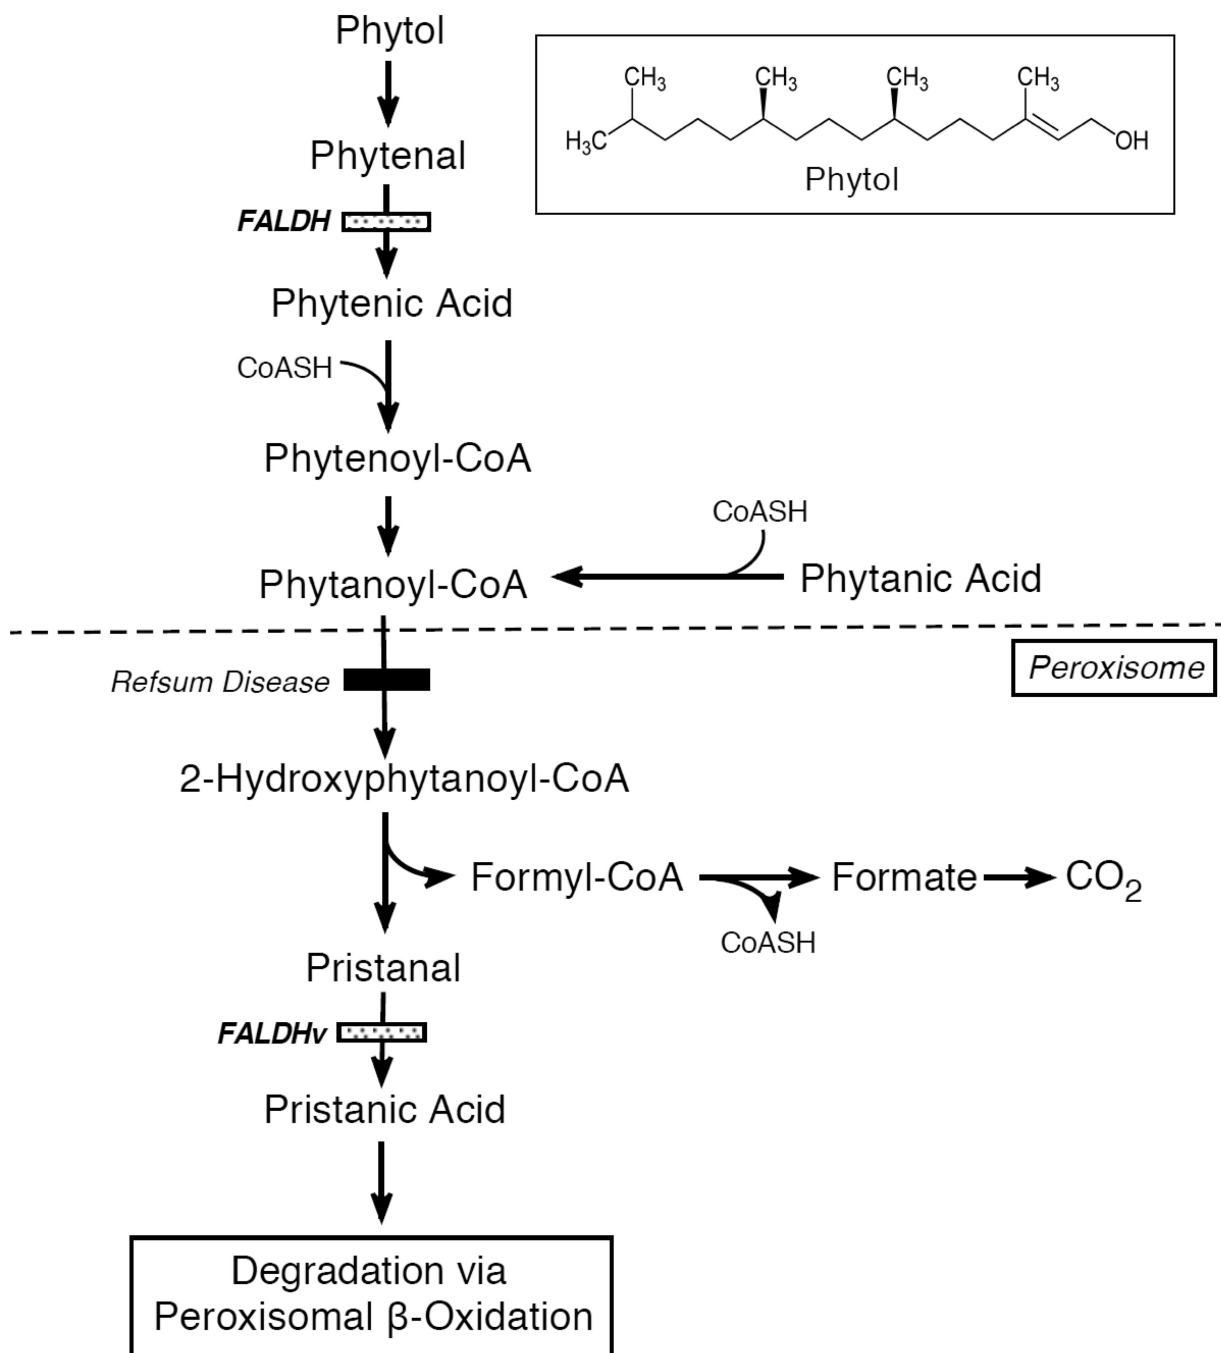 Phytol
CH3
CH3
CH3
CH3
H3C
OH
Phytol
Phytenal
FALDH
Phytenic Acid
CoASH
Phytenoyl-CoA
CoASH
Phytanoyl-CoA
Phytanic Acid
Peroxisome
Refsum Disease
2-Hydroxyphytanoyl-CoA
Formyl-CoA
Formate
CO2
CoASH
Pristanal
FALDHv
Pristanic Acid
Degradation via
Peroxisomal β-Oxidation